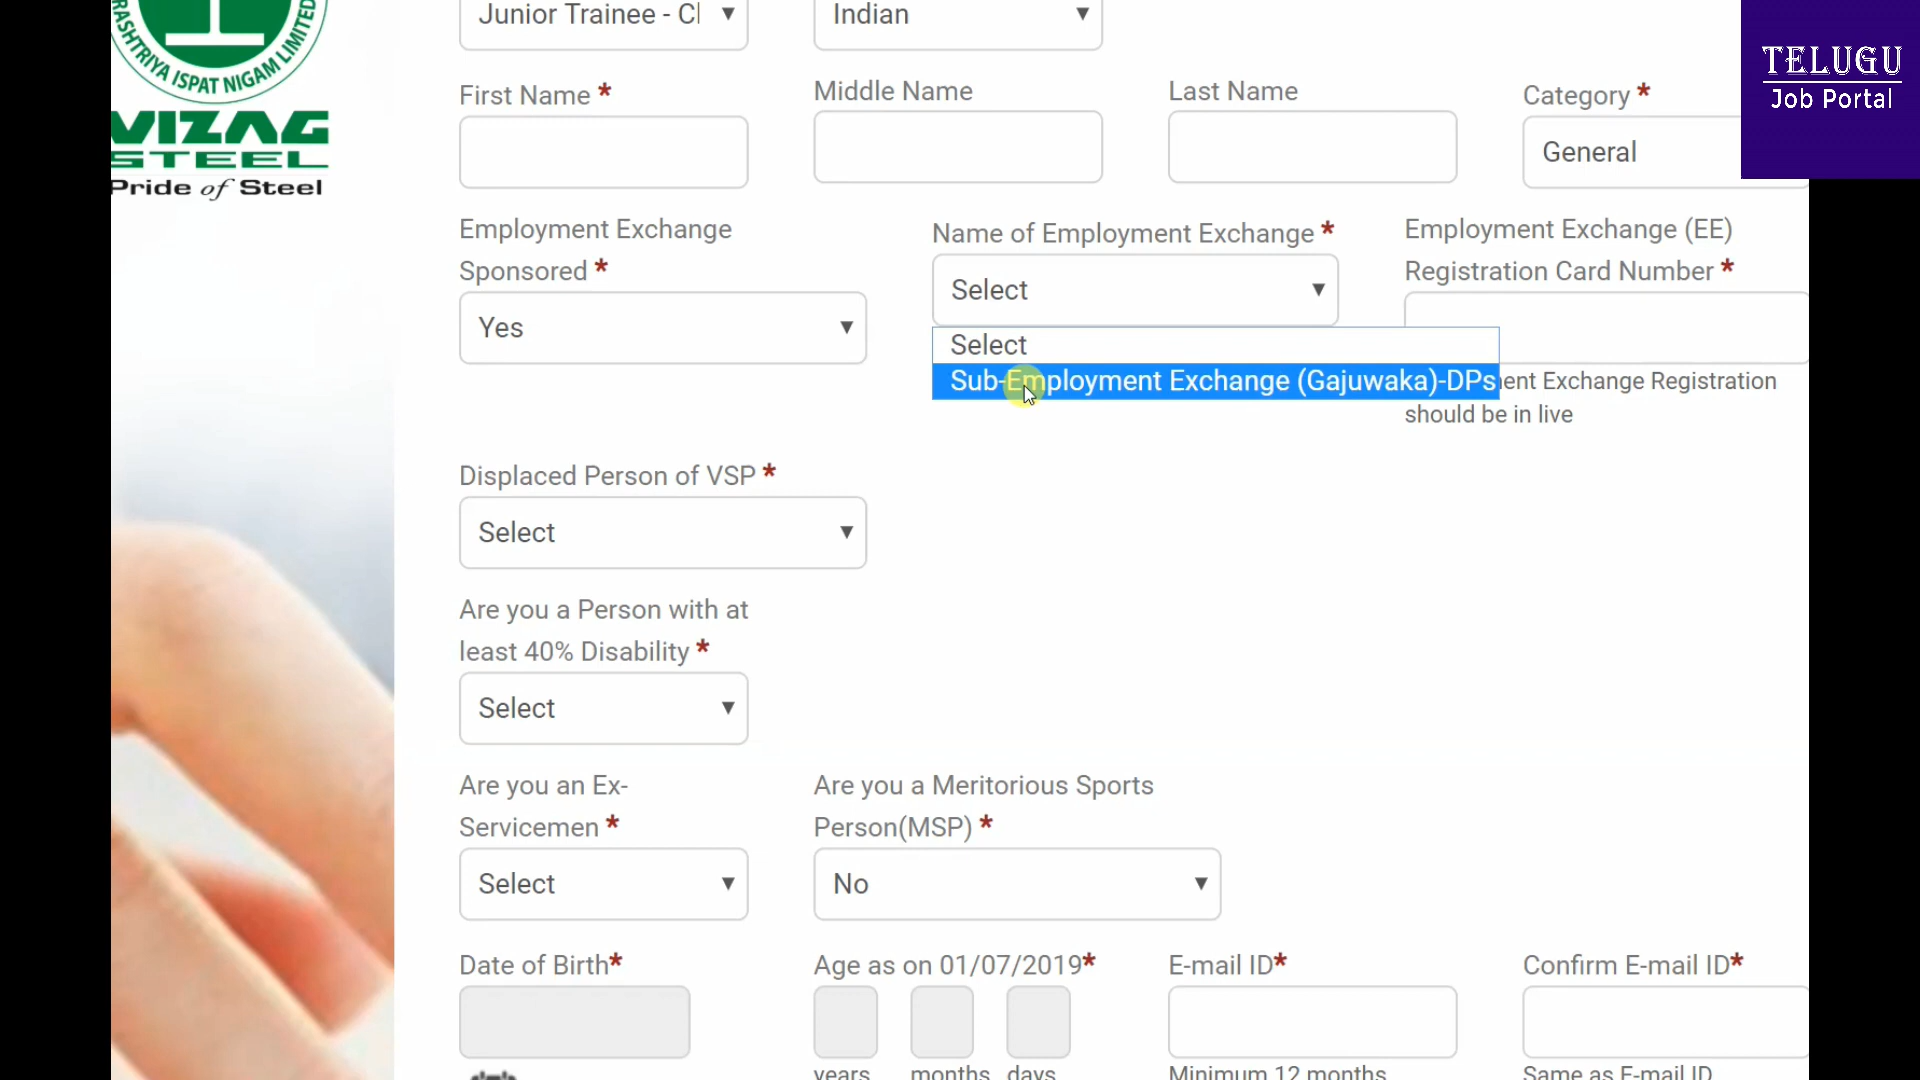 RASHTRIYA ISPAT NIGAM LIMITED
VIZAG
STEEL
Pride of Steel
TELUGU
Job Portal
Junior Trainee - Cl
▼
Indian
▼
First Name *
Middle Name
Last Name
Category *
General
Employment Exchange
Sponsored *
Yes
▼
Name of Employment Exchange *
Select
▼
Select
Sub-Employment Exchange (Gajuwaka)-DPs
Employment Exchange (EE)
Registration Card Number *
Exchange Registration
should be in live
Displaced Person of VSP *
Select
▼
Are you a Person with at
least 40% Disability *
Select
▼
Are you an Ex-
Servicemen *
Select
▼
Are you a Meritorious Sports
Person(MSP) *
No
▼
Date of Birth*
Age as on 01/07/2019*
years months days
E-mail ID*
Minimum 12 months
Confirm E-mail ID*
Same as E-mail ID